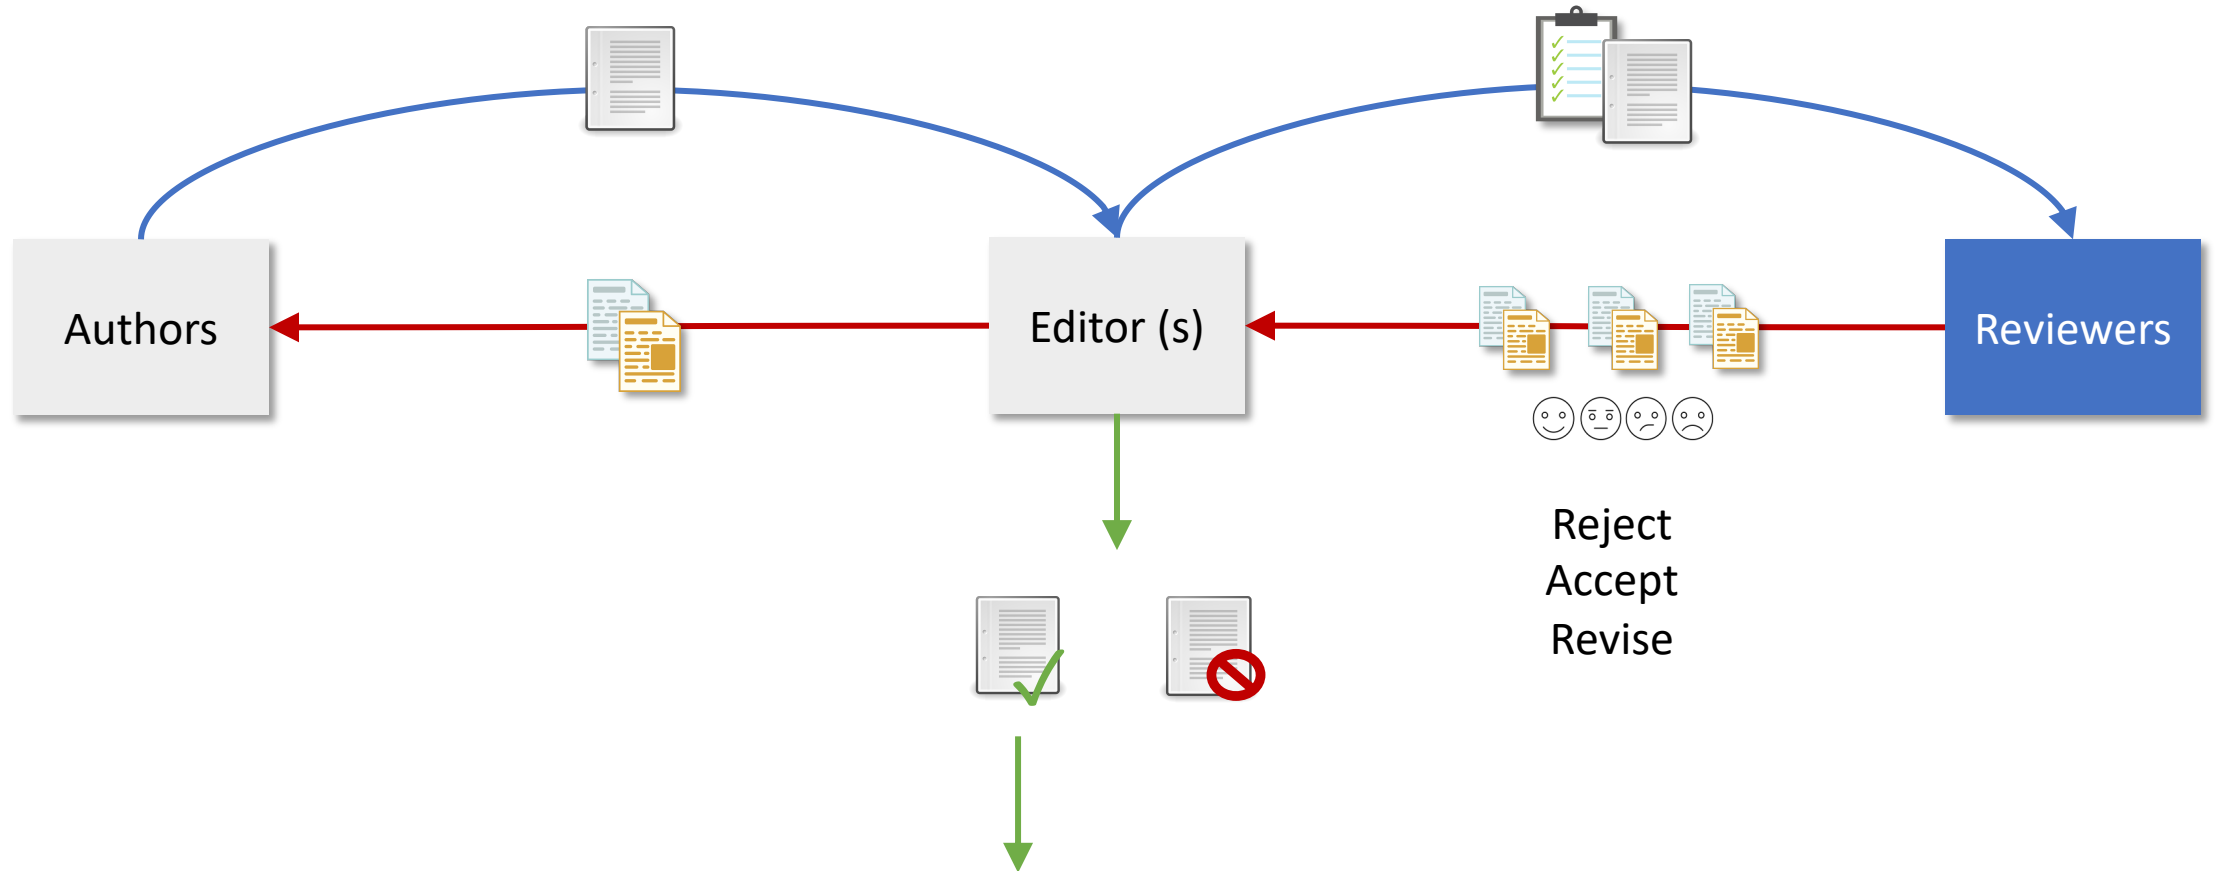 Authors
Editor (s)
Reviewers
Reject
Accept
Revise